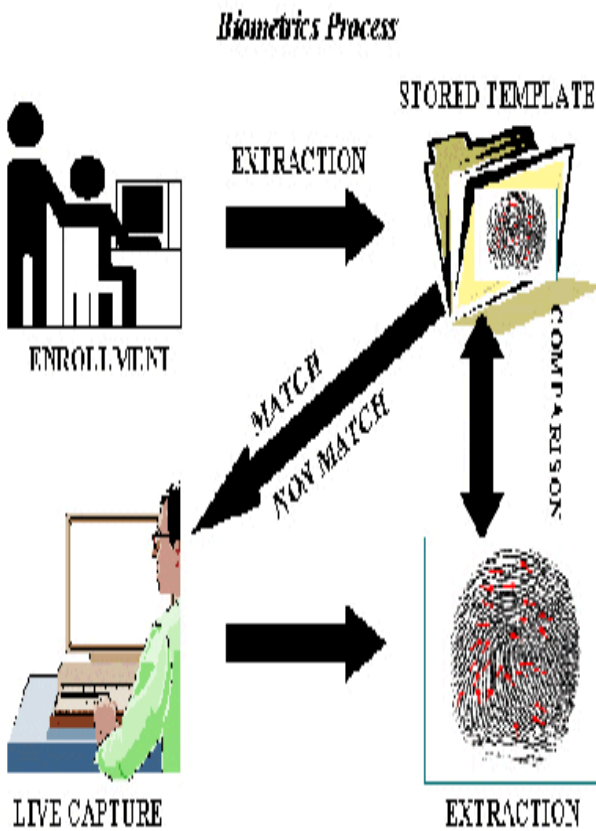 Biometrics Process
STORED TEMPLATE
EXTRACTION
ENROLLMENT
MATCH
NON MATCH
COMPARISON
LIVE CAPTURE
EXTRACTION